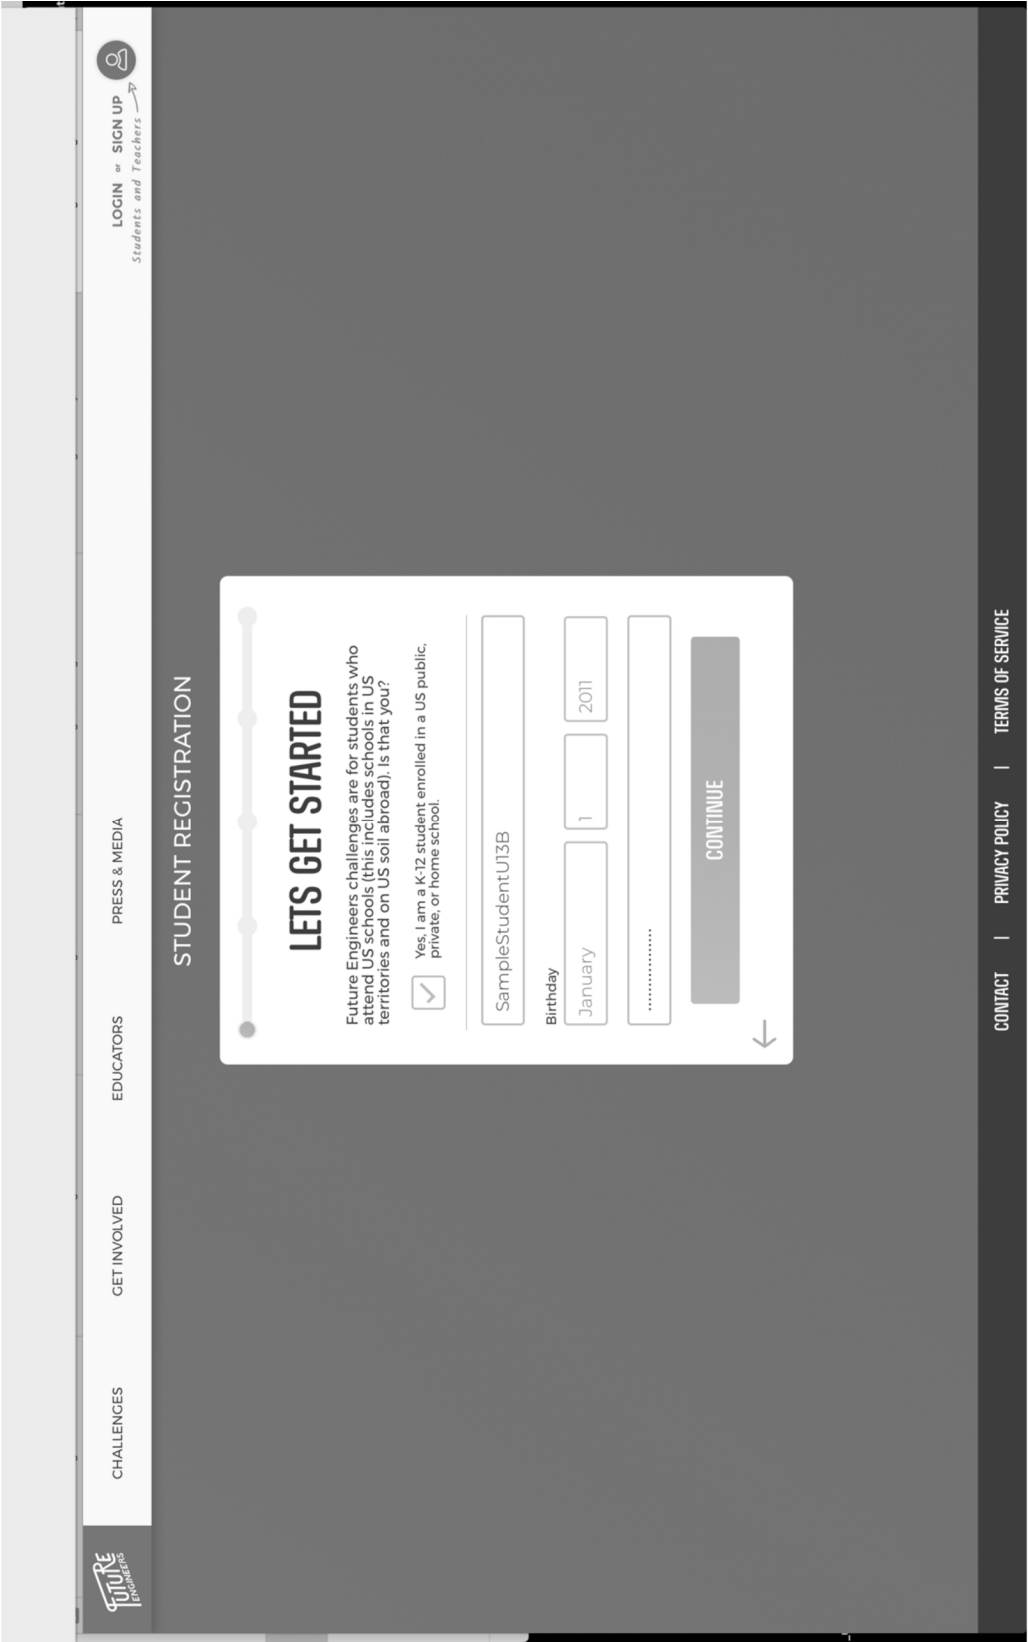 FUTURE
ENGINEERS
CHALLENGES
GET INVOLVED
EDUCATORS
PRESS & MEDIA
LOGIN or SIGN UP
Students and Teachers
STUDENT REGISTRATION
LETS GET STARTED
Future Engineers challenges are for students who
attend US schools (this includes schools in US
territories and on US soil abroad). Is that you?
Yes, I am a K-12 student enrolled in a US public,
private, or home school.
SampleStudentU13B
Birthday
January
1
2011
CONTINUE
CONTACT | PRIVACY POLICY | TERMS OF SERVICE